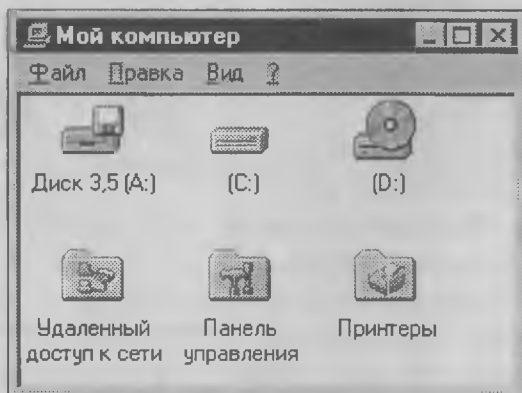 Мой компьютер
Файл Правка Вид ?
Диск 3,5 (A:) (C:) (D:)
Удаленный доступ к сети
Панель управления
Принтеры